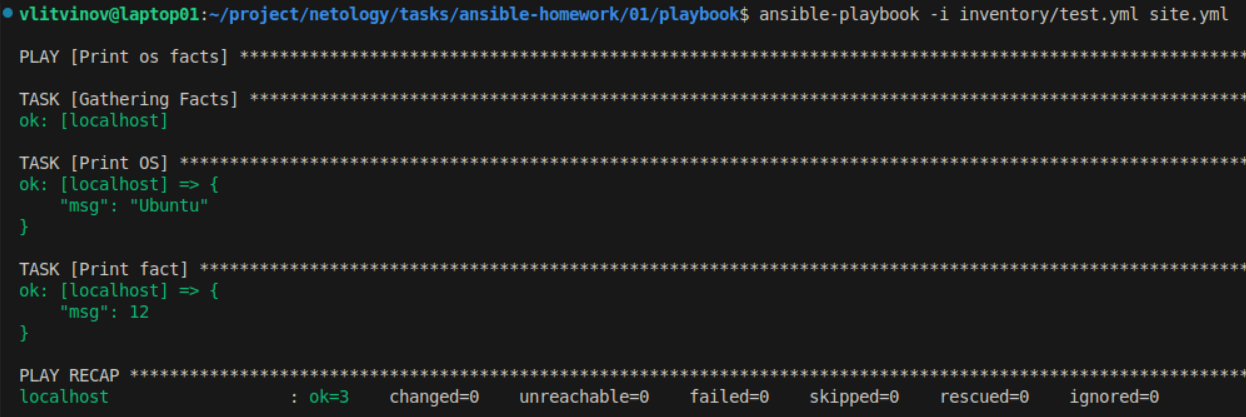 vlitvinov@laptop01:~/project/netology/tasks/ansible-homework/01/playbook$ ansible-playbook -i inventory/test.yml site.yml
PLAY [Print os facts] *****************************************************************************************************
TASK [Gathering Facts] ****************************************************************************************************
ok: [localhost]
TASK [Print OS] ***********************************************************************************************************
ok: [localhost] => {
    "msg": "Ubuntu"
}
TASK [Print fact] *********************************************************************************************************
ok: [localhost] => {
    "msg": 12
}
PLAY RECAP ****************************************************************************************************************
localhost                  : ok=3    changed=0    unreachable=0    failed=0    skipped=0    rescued=0    ignored=0